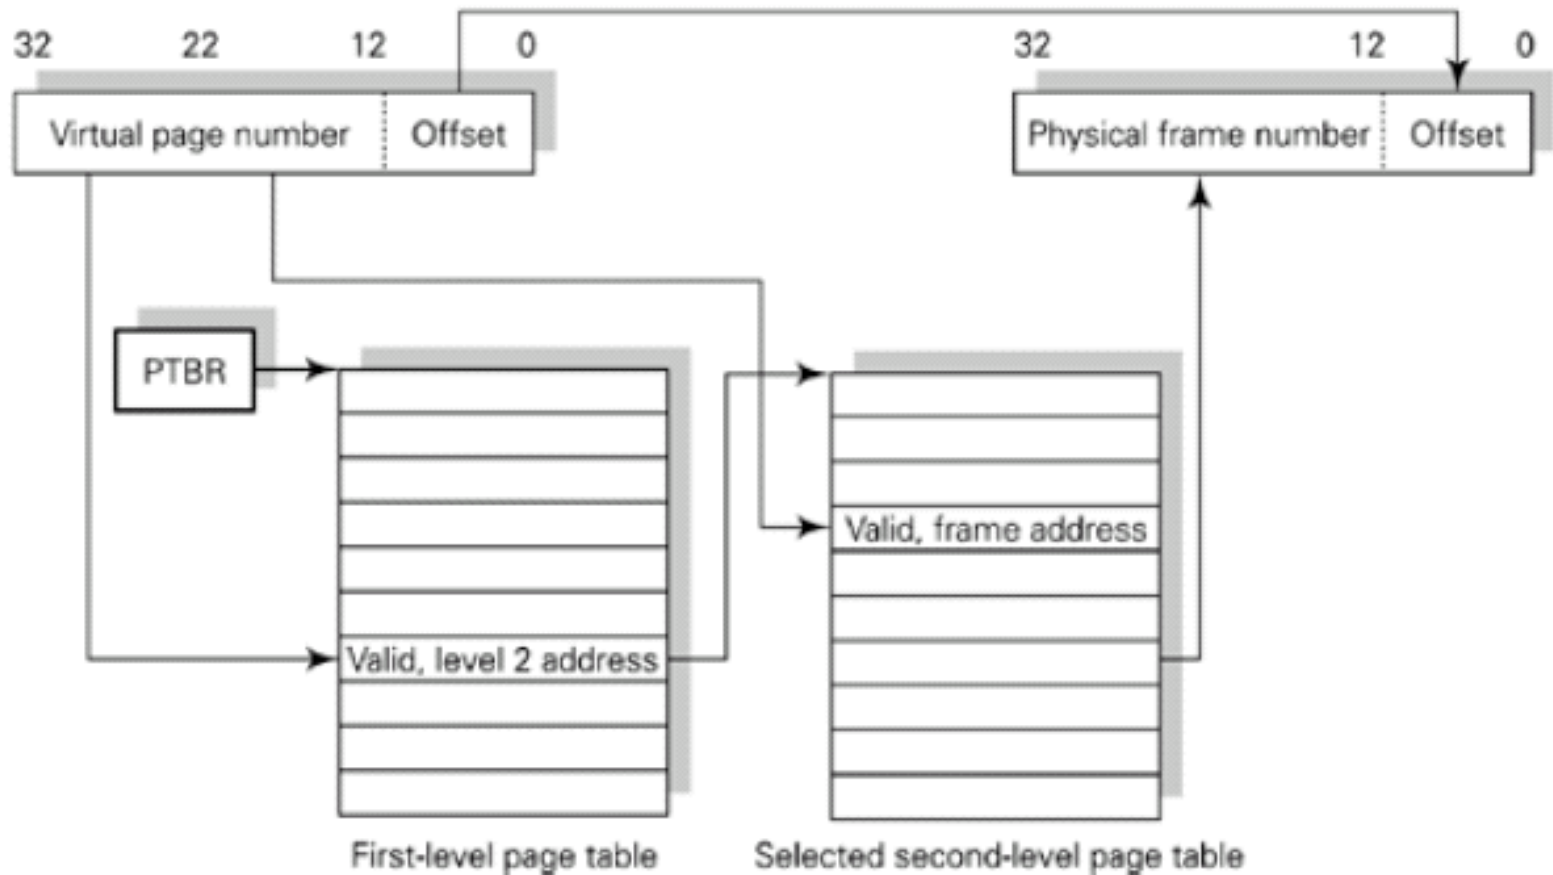 32 22 12 0
32 12 0
Virtual page number Offset
Physical frame number Offset
PTBR
Valid, frame address
Valid, level 2 address
First-level page table
Selected second-level page table